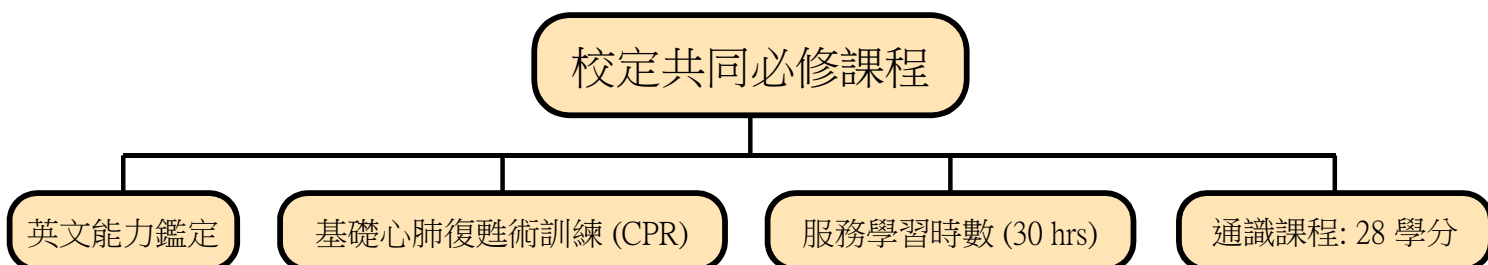 校定共同必修課程
英文能力鑑定
基礎心肺復甦術訓練 (CPR)
服務學習時數 (30 hrs)
通識課程: 28 學分